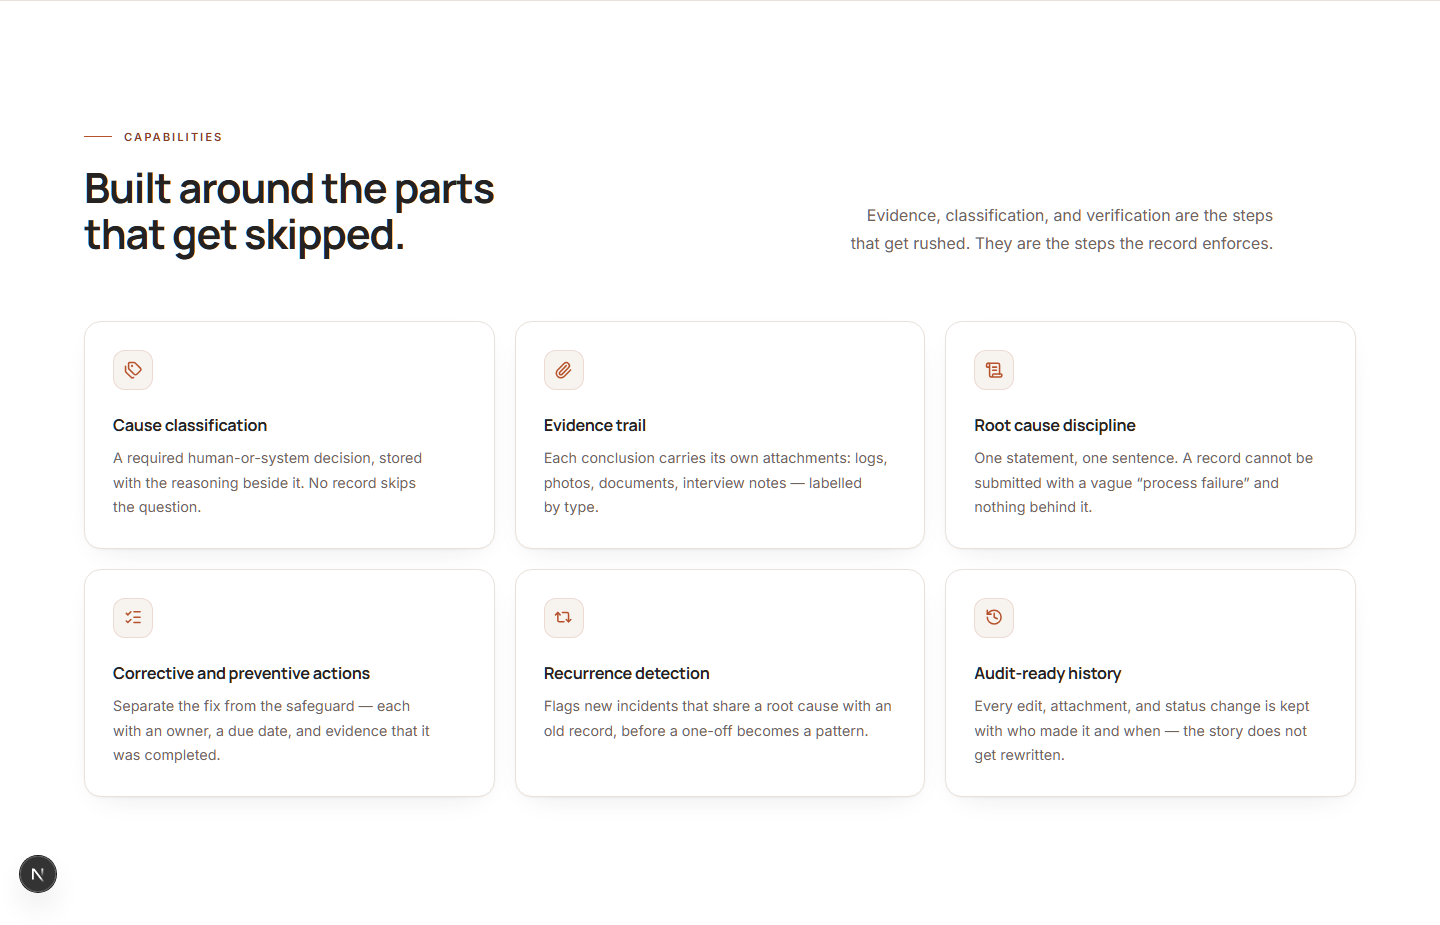 CAPABILITIES
Built around the parts
that get skipped.
Evidence, classification, and verification are the steps
that get rushed. They are the steps the record enforces.
Cause classification
A required human-or-system decision, stored
with the reasoning beside it. No record skips
the question.
Evidence trail
Each conclusion carries its own attachments: logs,
photos, documents, interview notes — labelled
by type.
Root cause discipline
One statement, one sentence. A record cannot be
submitted with a vague “process failure” and
nothing behind it.
Corrective and preventive actions
Separate the fix from the safeguard — each
with an owner, a due date, and evidence that it
was completed.
Recurrence detection
Flags new incidents that share a root cause with an
old record, before a one-off becomes a pattern.
Audit-ready history
Every edit, attachment, and status change is kept
with who made it and when — the story does not
get rewritten.
N